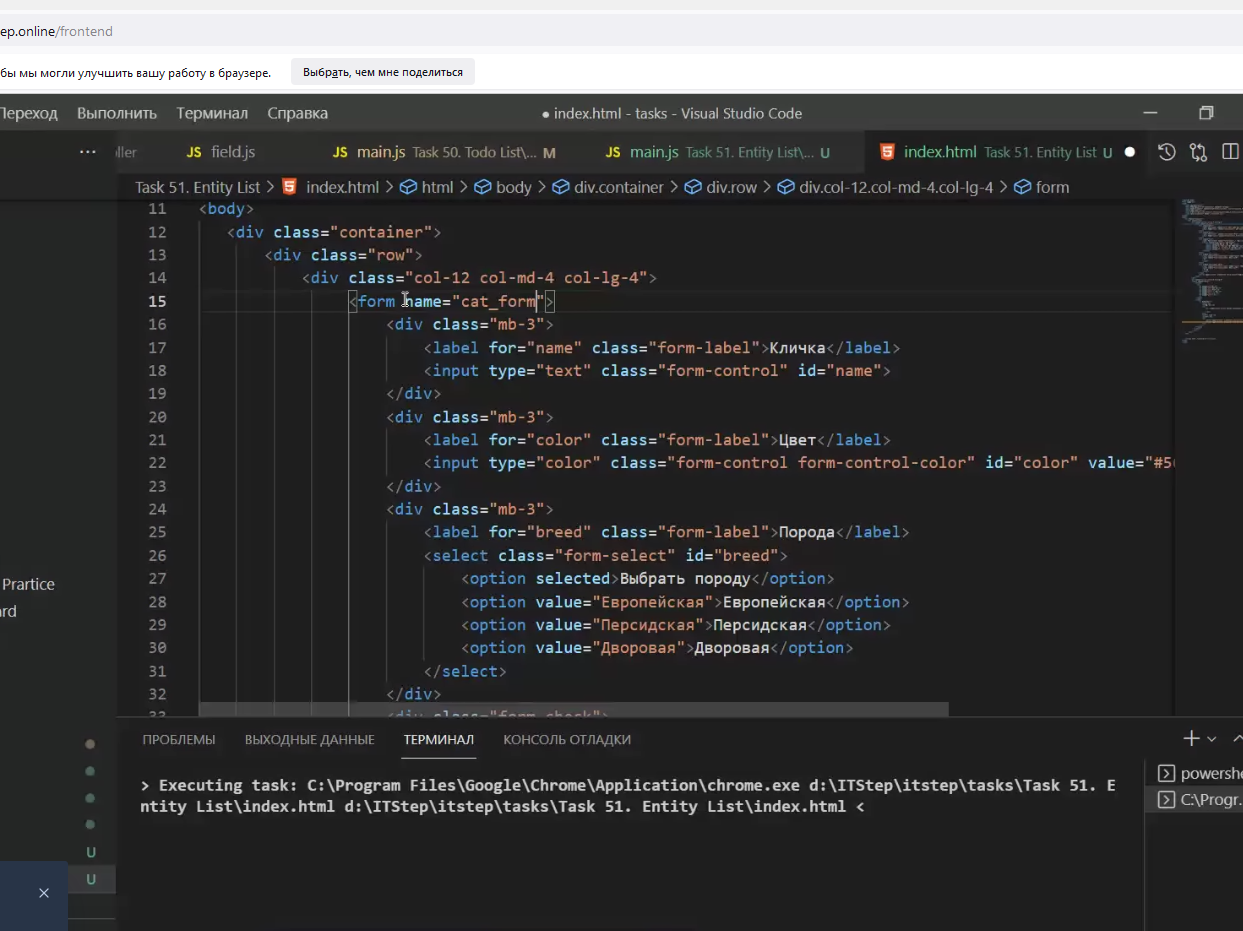 ep.online/frontend
бы мы могли улучшить вашу работу в браузере. Выбрать, чем мне поделиться
Переход Выполнить Терминал Справка ● index.html - tasks - Visual Studio Code
ller JS field.js JS main.js Task 50. Todo List\... M JS main.js Task 51. Entity List\... U index.html Task 51. Entity List U
Task 51. Entity List > index.html > html > body > div.container > div.row > div.col-12.col-md-4.col-lg-4 > form
11 <body>
12 <div class="container">
13 <div class="row">
14 <div class="col-12 col-md-4 col-lg-4">
15 <form name="cat_form">
16 <div class="mb-3">
17 <label for="name" class="form-label">Кличка</label>
18 <input type="text" class="form-control" id="name">
19 </div>
20 <div class="mb-3">
21 <label for="color" class="form-label">Цвет</label>
22 <input type="color" class="form-control form-control-color" id="color" value="#5
23 </div>
24 <div class="mb-3">
25 <label for="breed" class="form-label">Порода</label>
26 <select class="form-select" id="breed">
27 <option selected>Выбрать породу</option>
28 <option value="Европейская">Европейская</option>
29 <option value="Персидская">Персидская</option>
30 <option value="Дворовая">Дворовая</option>
31 </select>
32 </div>
33 <div class="form-check">
Prartice
ard
U
U
ПРОБЛЕМЫ ВЫХОДНЫЕ ДАННЫЕ ТЕРМИНАЛ КОНСОЛЬ ОТЛАДКИ
> Executing task: C:\Program Files\Google\Chrome\Application\chrome.exe d:\ITStep\itstep\tasks\Task 51. E
ntity List\index.html d:\ITStep\itstep\tasks\Task 51. Entity List\index.html <
powershe
C:\Progr.